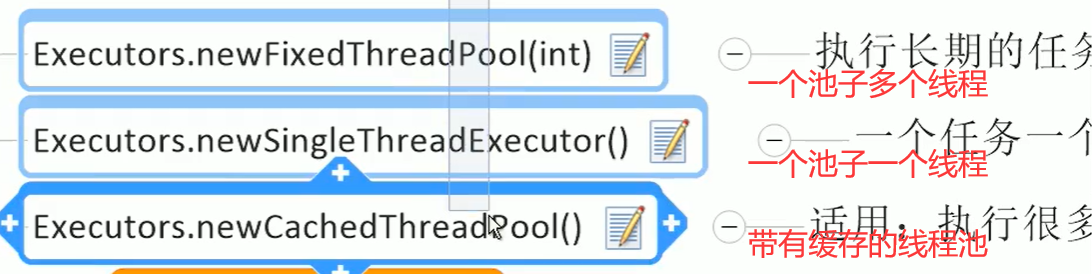 Executors.newFixedThreadPool(int)
执行长期的任务
一个池子多个线程
Executors.newSingleThreadExecutor()
一个任务一个
一个池子一个线程
Executors.newCachedThreadPool()
适用：执行很多
带有缓存的线程池